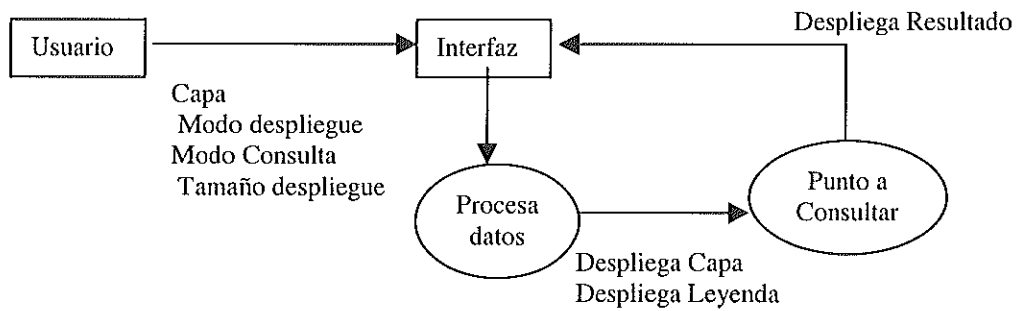 Despliega Resultado
Usuario
Interfaz
Capa
Modo despliegue
Modo Consulta
Tamaño despliegue
Procesa
datos
Punto a
Consultar
Despliega Capa
Despliega Leyenda